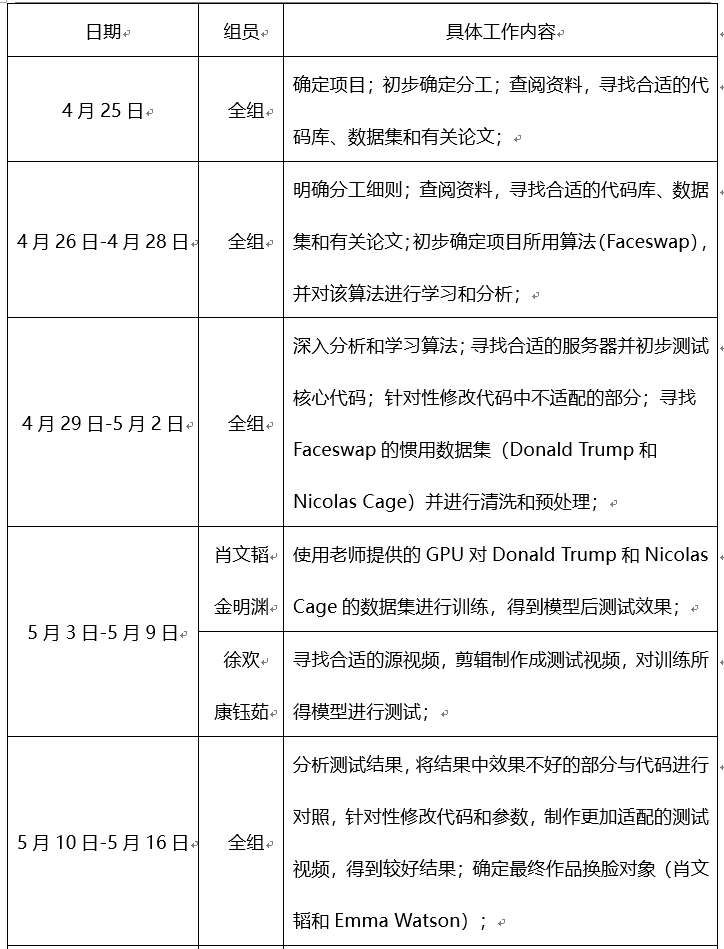 日期 组员 具体工作内容
4月25日 全组 确定项目；初步确定分工；查阅资料，寻找合适的代
码库、数据集和有关论文；
4月26日-4月28日 全组 明确分工细则；查阅资料，寻找合适的代码库、数据
集和有关论文；初步确定项目所用算法（Faceswap），
并对该算法进行学习和分析；
4月29日-5月2日 全组 深入分析和学习算法；寻找合适的服务器并初步测试
核心代码；针对性修改代码中不适配的部分；寻找
Faceswap 的惯用数据集（Donald Trump 和
Nicolas Cage）并进行清洗和预处理；
5月3日-5月9日
肖文韬 使用老师提供的 GPU 对 Donald Trump 和 Nicolas
金明渊 Cage 的数据集进行训练，得到模型后测试效果；
徐欢 寻找合适的源视频，剪辑制作成测试视频，对训练所
康钰茹 得模型进行测试；
5月10日-5月16日 全组 分析测试结果，将结果中效果不好的部分与代码进行
对照，针对性修改代码和参数，制作更加适配的测试
视频，得到较好结果；确定最终作品换脸对象（肖文
韬和 Emma Watson）；